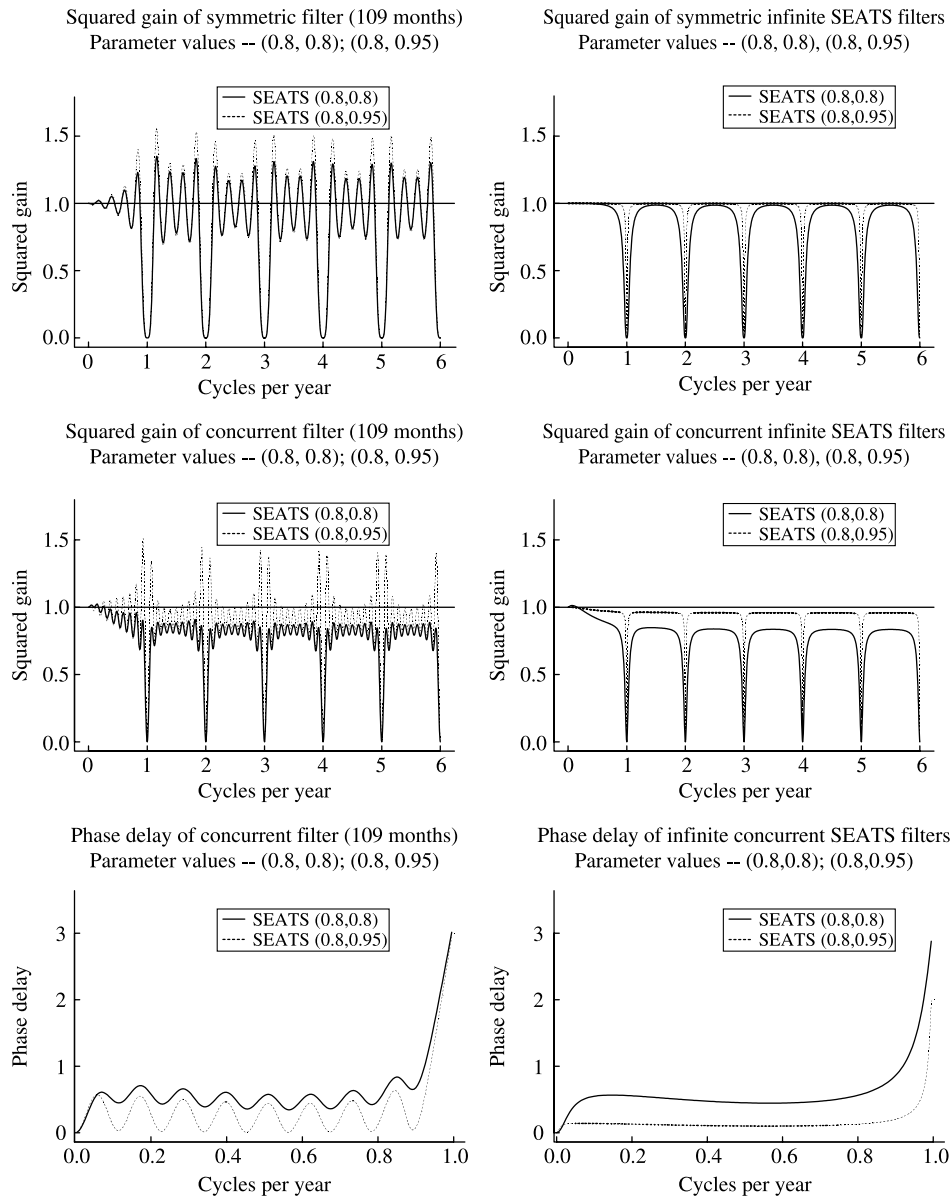 Squared gain of symmetric filter (109 months)
Parameter values -- (0.8, 0.8); (0.8, 0.95)
SEATS (0.8,0.8)
SEATS (0.8,0.95)
1.5
1.0
0.5
0.0
Squared gain
0 1 2 3 4 5 6
Cycles per year
Squared gain of symmetric infinite SEATS filters
Parameter values -- (0.8, 0.8), (0.8, 0.95)
SEATS (0.8,0.8)
SEATS (0.8,0.95)
1.5
1.0
0.5
0.0
Squared gain
0 1 2 3 4 5 6
Cycles per year
Squared gain of concurrent filter (109 months)
Parameter values -- (0.8, 0.8); (0.8, 0.95)
SEATS (0.8,0.8)
SEATS (0.8,0.95)
1.5
1.0
0.5
0.0
Squared gain
0 1 2 3 4 5 6
Cycles per year
Squared gain of concurrent infinite SEATS filters
Parameter values -- (0.8, 0.8), (0.8, 0.95)
SEATS (0.8,0.8)
SEATS (0.8,0.95)
1.5
1.0
0.5
0.0
Squared gain
0 1 2 3 4 5 6
Cycles per year
Phase delay of concurrent filter (109 months)
Parameter values -- (0.8, 0.8); (0.8, 0.95)
SEATS (0.8,0.8)
SEATS (0.8,0.95)
3
2
1
0
Phase delay
0.0 0.2 0.4 0.6 0.8 1.0
Cycles per year
Phase delay of infinite concurrent SEATS filters
Parameter values -- (0.8,0.8); (0.8,0.95)
SEATS (0.8,0.8)
SEATS (0.8,0.95)
3
2
1
0
Phase delay
0.0 0.2 0.4 0.6 0.8 1.0
Cycles per year